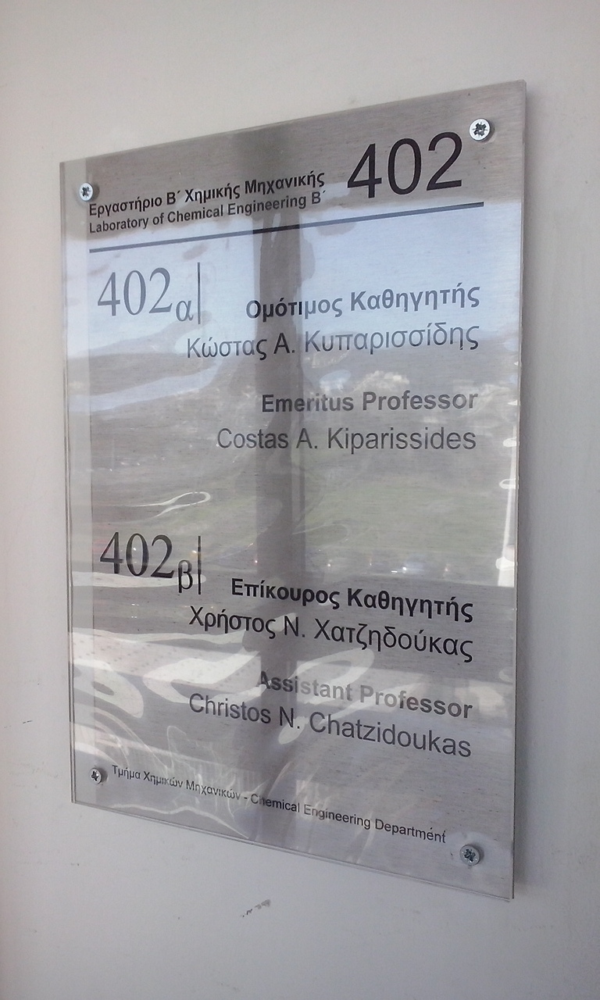 Εργαστήριο Β΄ Χημικής Μηχανικής
Laboratory of Chemical Engineering Β΄
402
402α|
Ομότιμος Καθηγητής
Κώστας Α. Κυπαρισσίδης
Emeritus Professor
Costas A. Kiparissides
402β|
Επίκουρος Καθηγητής
Χρήστος Ν. Χατζηδούκας
Assistant Professor
Christos N. Chatzidoukas
Τμήμα Χημικών Μηχανικών - Chemical Engineering Department